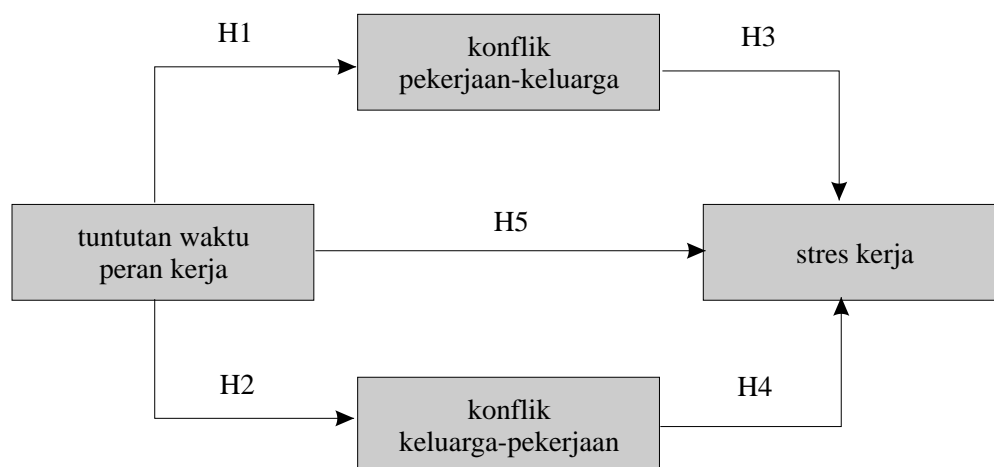 H1
konflik
pekerjaan-keluarga
H3
tuntutan waktu
peran kerja
H5
stres kerja
H2
konflik
keluarga-pekerjaan
H4